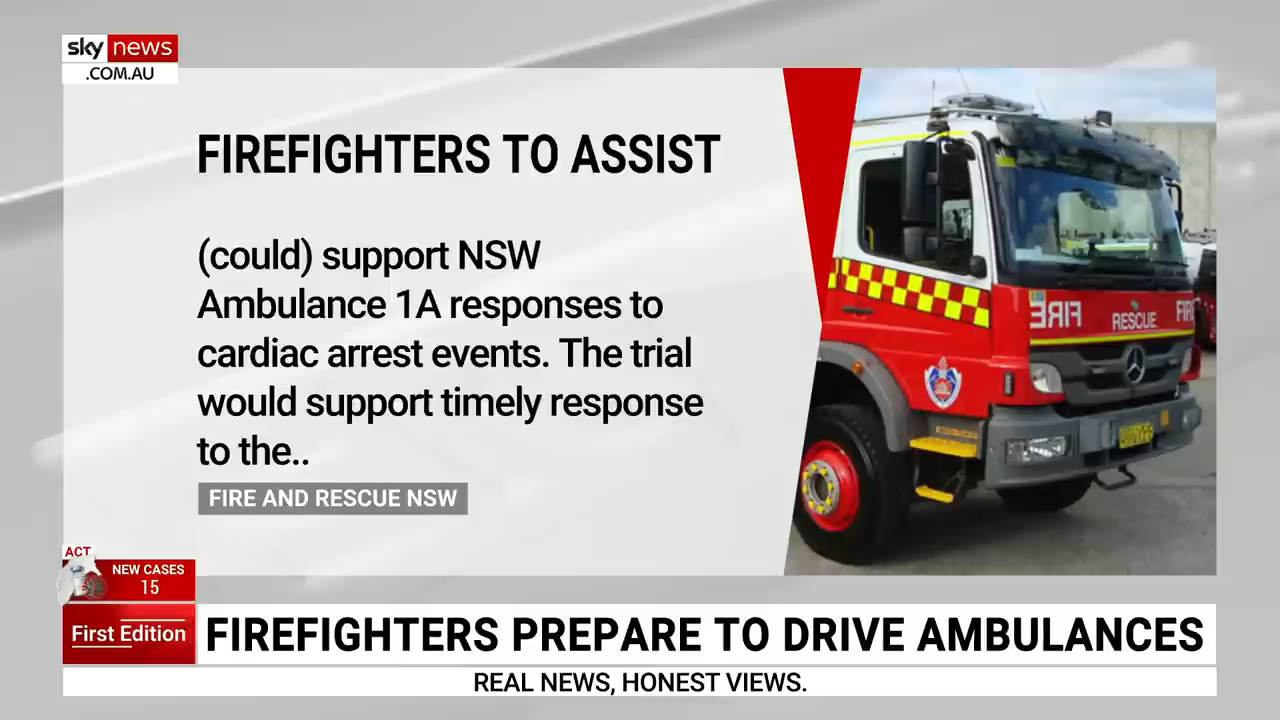 sky news
.COM.AU
FIREFIGHTERS TO ASSIST
(could) support NSW
Ambulance 1A responses to
cardiac arrest events. The trial
would support timely response
to the..
FIRE AND RESCUE NSW
FIRE
RESCUE
FIR
ACT
NEW CASES
15
First Edition
FIREFIGHTERS PREPARE TO DRIVE AMBULANCES
REAL NEWS, HONEST VIEWS.